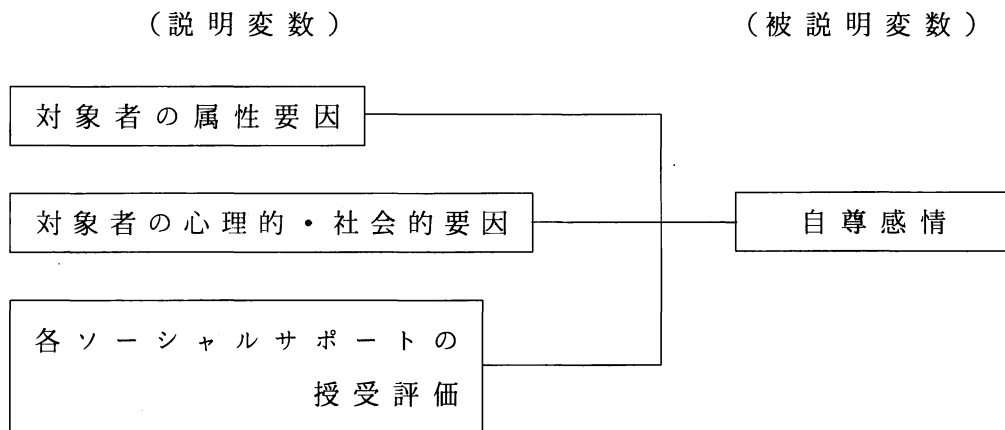 (説明変数)
(被説明変数)
対象者の属性要因
対象者の心理的・社会的要因
自尊感情
各ソーシャルサポートの
授受評価